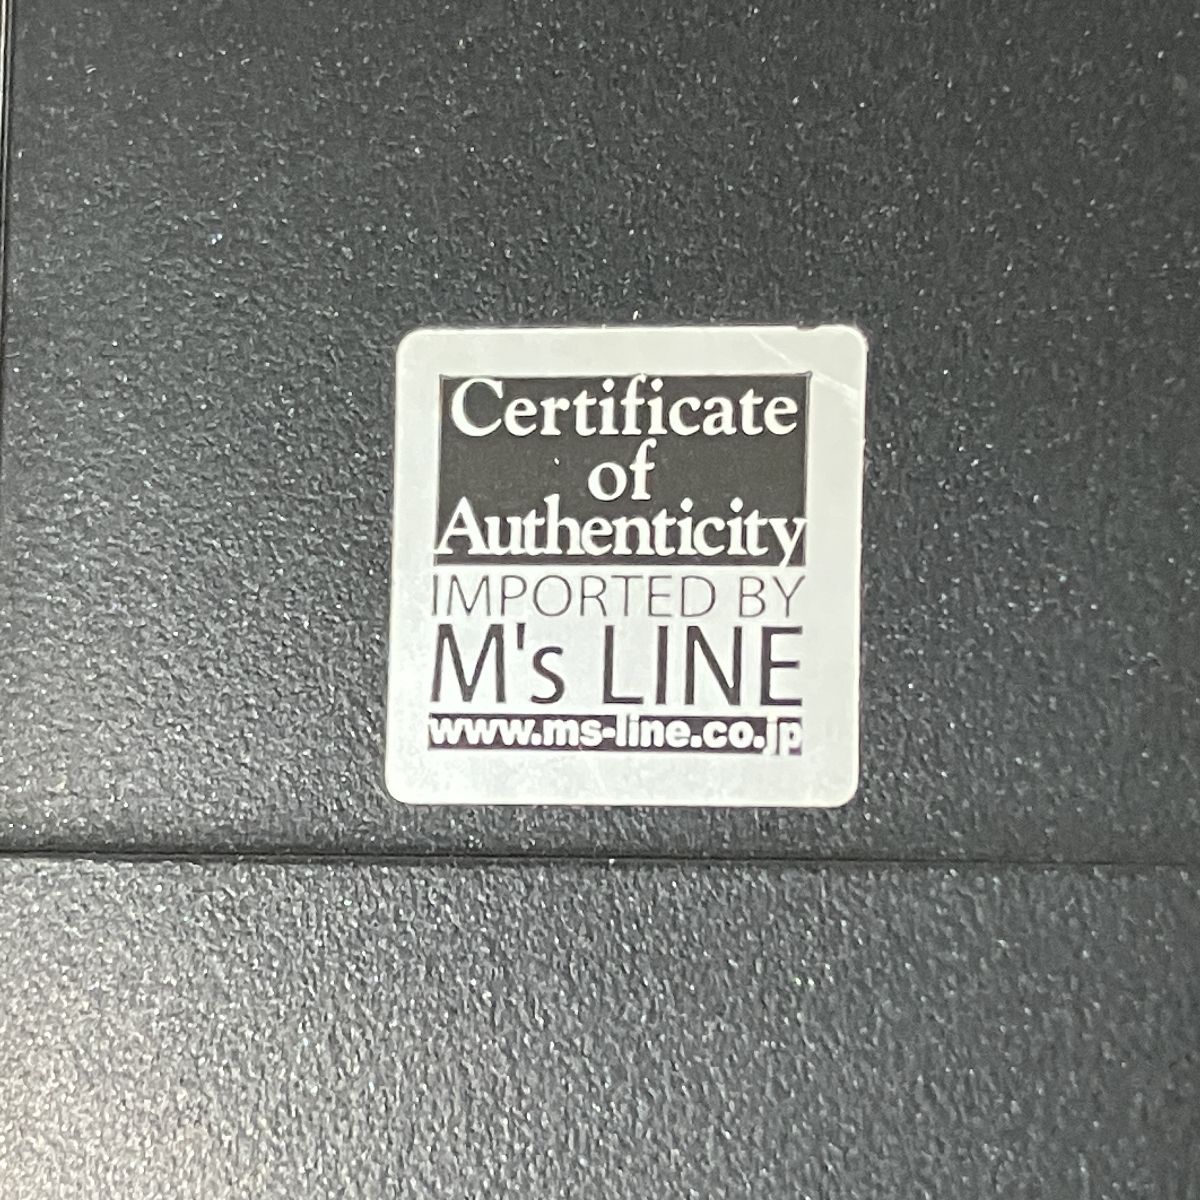 Certificate
of
Authenticity
IMPORTED BY
M's LINE
www.ms-line.co.jp